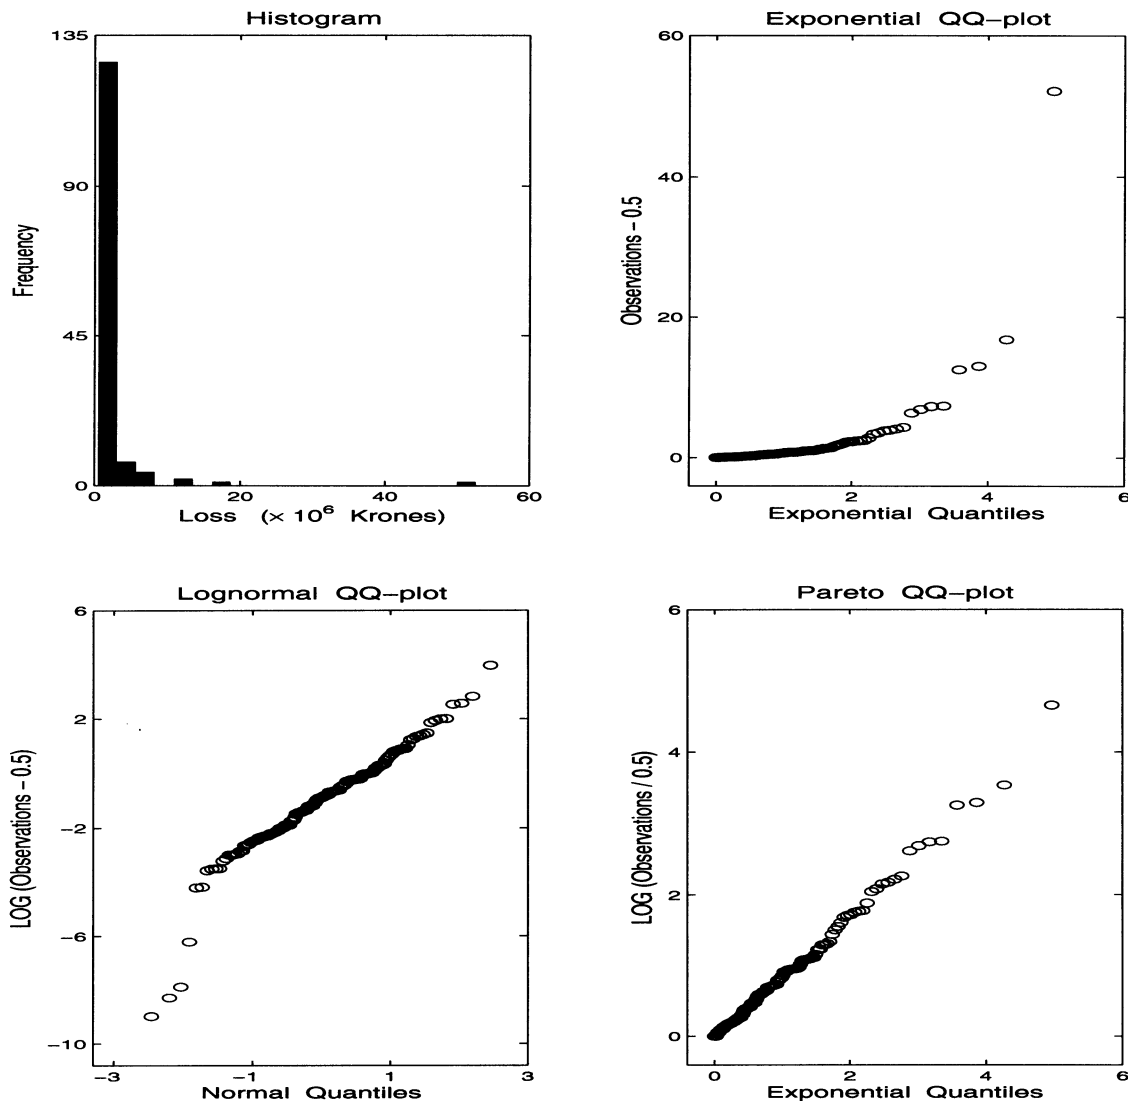 Histogram
135
90
45
0
Frequency
0 20 40 60
Loss (× 10⁶ Krones)
Exponential QQ−plot
60
40
20
0
Observations − 0.5
0 2 4 6
Exponential Quantiles
Lognormal QQ−plot
6
2
−2
−6
−10
LOG (Observations − 0.5)
−3 −1 1 3
Normal Quantiles
Pareto QQ−plot
6
4
2
0
LOG (Observations / 0.5)
0 2 4 6
Exponential Quantiles